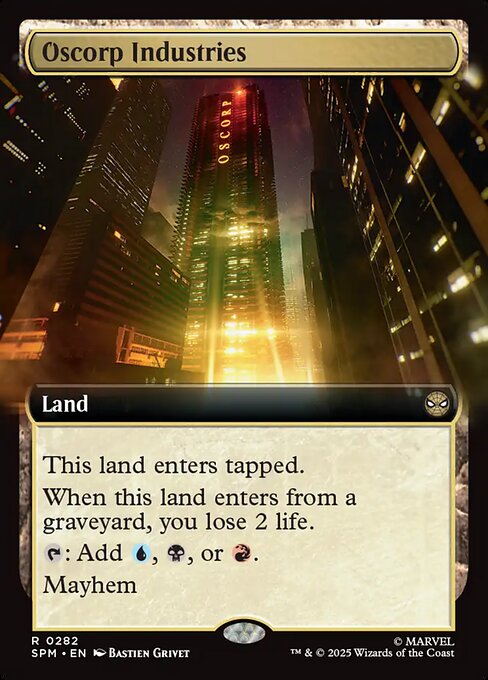 Oscorp Industries
OSCORP
Land
This land enters tapped.
When this land enters from a
graveyard, you lose 2 life.
: Add , , or .
Mayhem
R 0282
SPM • EN Bastien Grivet
© MARVEL
™ & © 2025 Wizards of the Coast